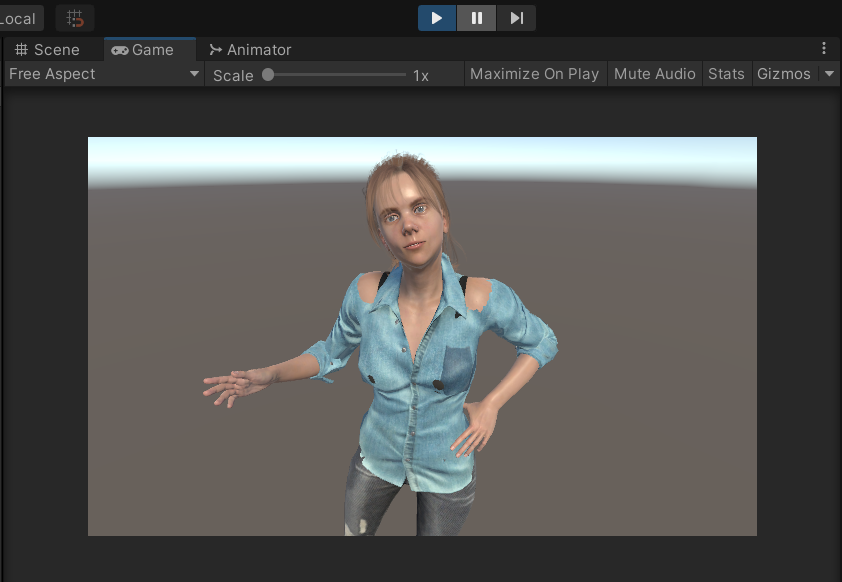 Local
Scene Game Animator
Free Aspect Scale 1x Maximize On Play Mute Audio Stats Gizmos